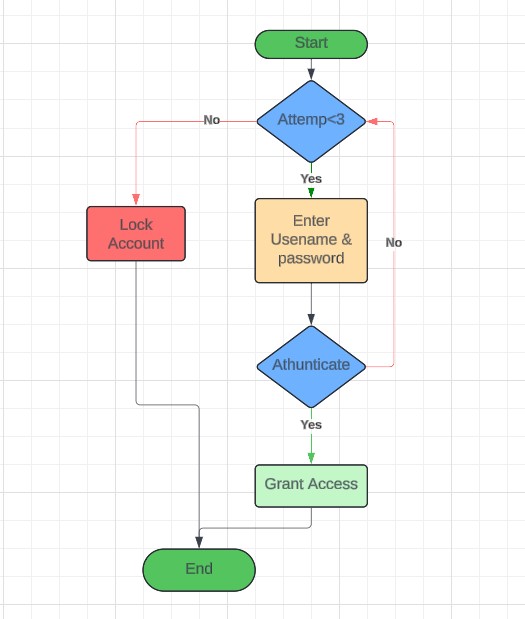 Start
Attemp<3
No
Yes
Lock
Account
Enter
Usename &
password
No
Athunticate
Yes
Grant Access
End